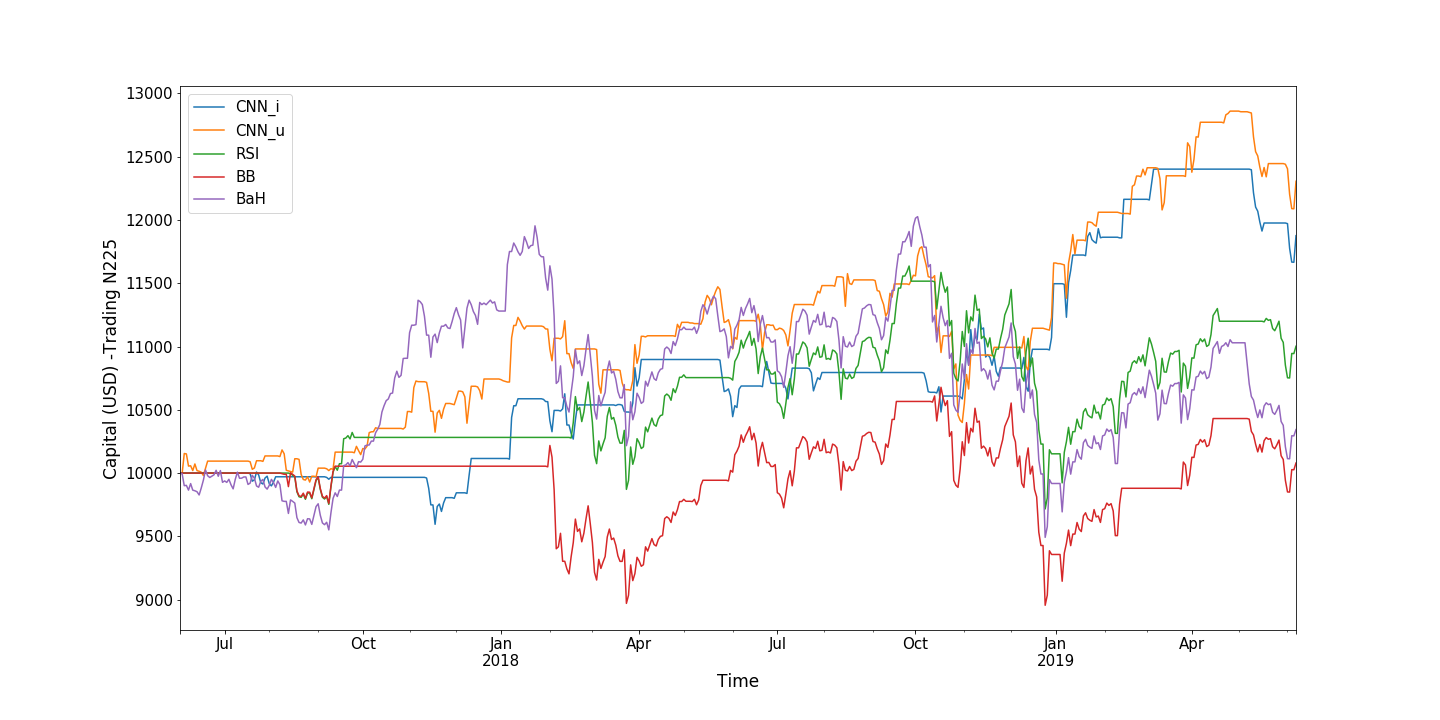 13000
12500
12000
11500
11000
10500
10000
9500
9000
Capital (USD) -Trading N225
CNN_i
CNN_u
RSI
BB
BaH
Jul Oct Jan Apr Jul Oct Jan Apr
2018 2019
Time